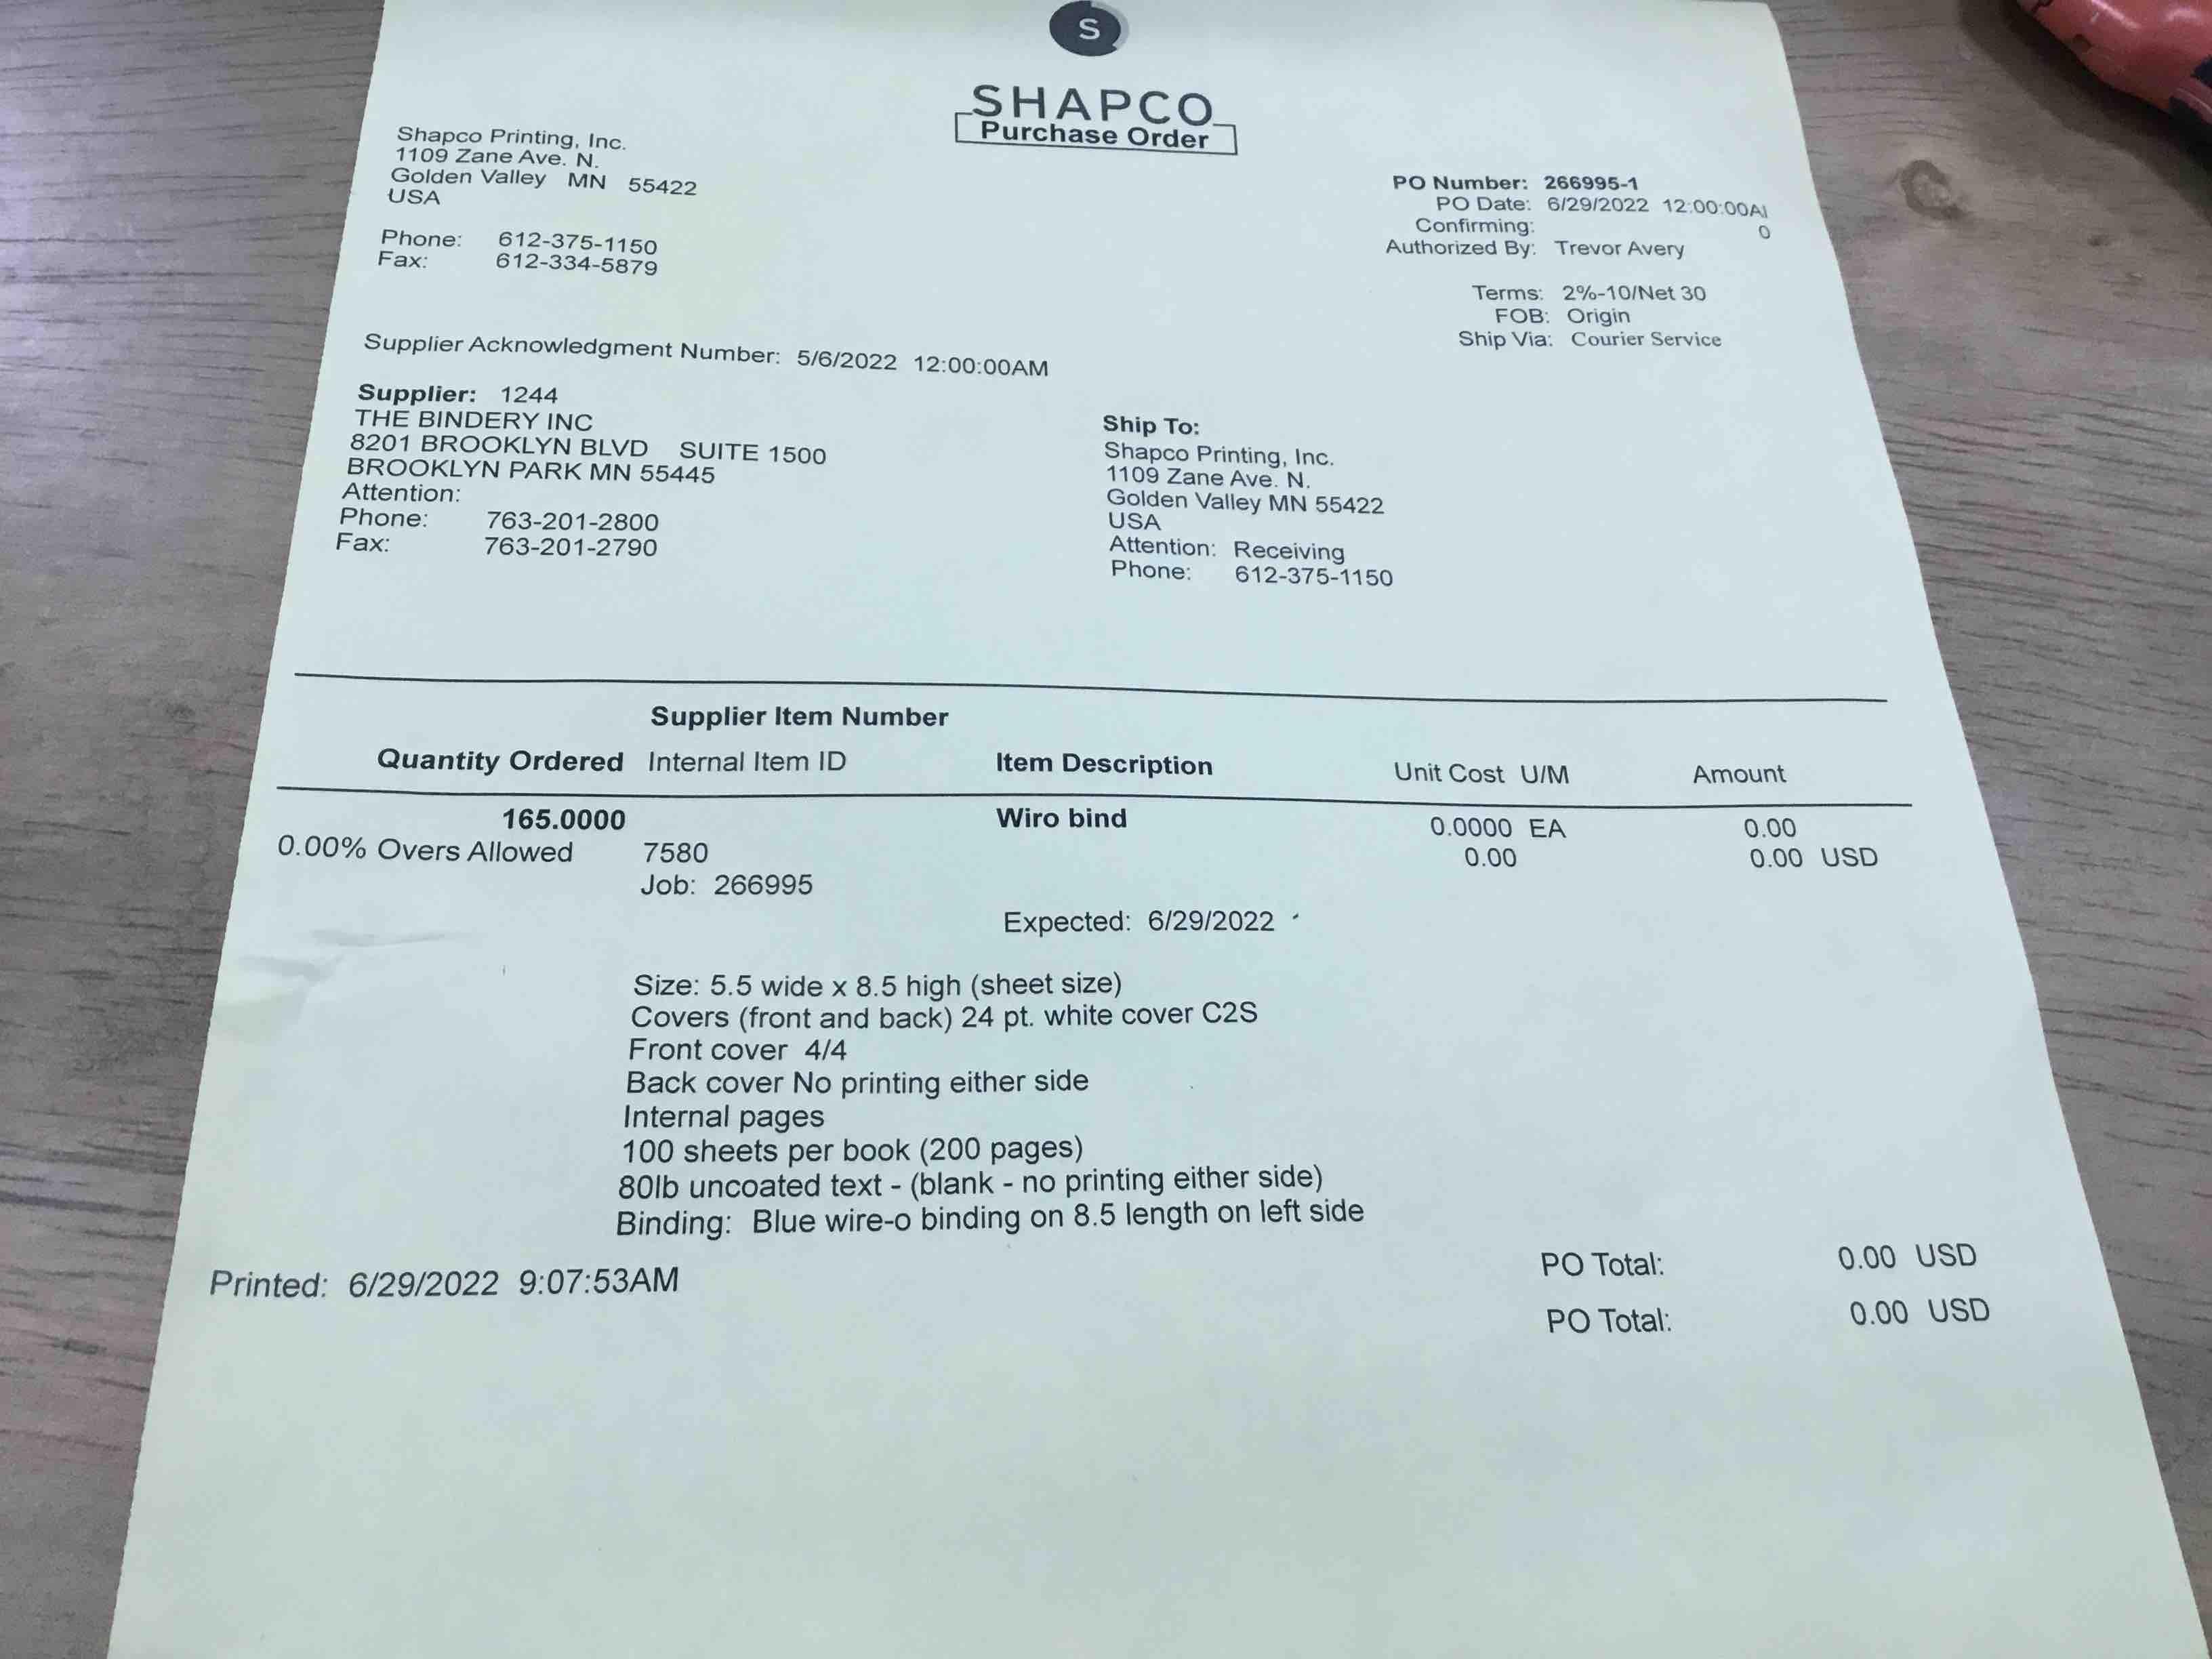 S
SHAPCO
Purchase Order
Shapco Printing, Inc.
1109 Zane Ave. N.
Golden Valley MN 55422
USA
Phone: 612-375-1150
Fax: 612-334-5879
PO Number: 266995-1
PO Date: 6/29/2022 12:00:00A
Confirming: 0
Authorized By: Trevor Avery
Terms: 2%-10/Net 30
FOB: Origin
Ship Via: Courier Service
Supplier Acknowledgment Number: 5/6/2022 12:00:00AM
Supplier: 1244
THE BINDERY INC
8201 BROOKLYN BLVD SUITE 1500
BROOKLYN PARK MN 55445
Attention:
Phone: 763-201-2800
Fax: 763-201-2790
Ship To:
Shapco Printing, Inc.
1109 Zane Ave. N.
Golden Valley MN 55422
USA
Attention: Receiving
Phone: 612-375-1150
Supplier Item Number
Quantity Ordered Internal Item ID Item Description Unit Cost U/M Amount
165.0000 Wiro bind 0.0000 EA 0.00
0.00% Overs Allowed 7580 0.00 0.00 USD
Job: 266995
Expected: 6/29/2022
Size: 5.5 wide x 8.5 high (sheet size)
Covers (front and back) 24 pt. white cover C2S
Front cover 4/4
Back cover No printing either side
Internal pages
100 sheets per book (200 pages)
80lb uncoated text - (blank - no printing either side)
Binding: Blue wire-o binding on 8.5 length on left side
PO Total: 0.00 USD
Printed: 6/29/2022 9:07:53AM
PO Total: 0.00 USD